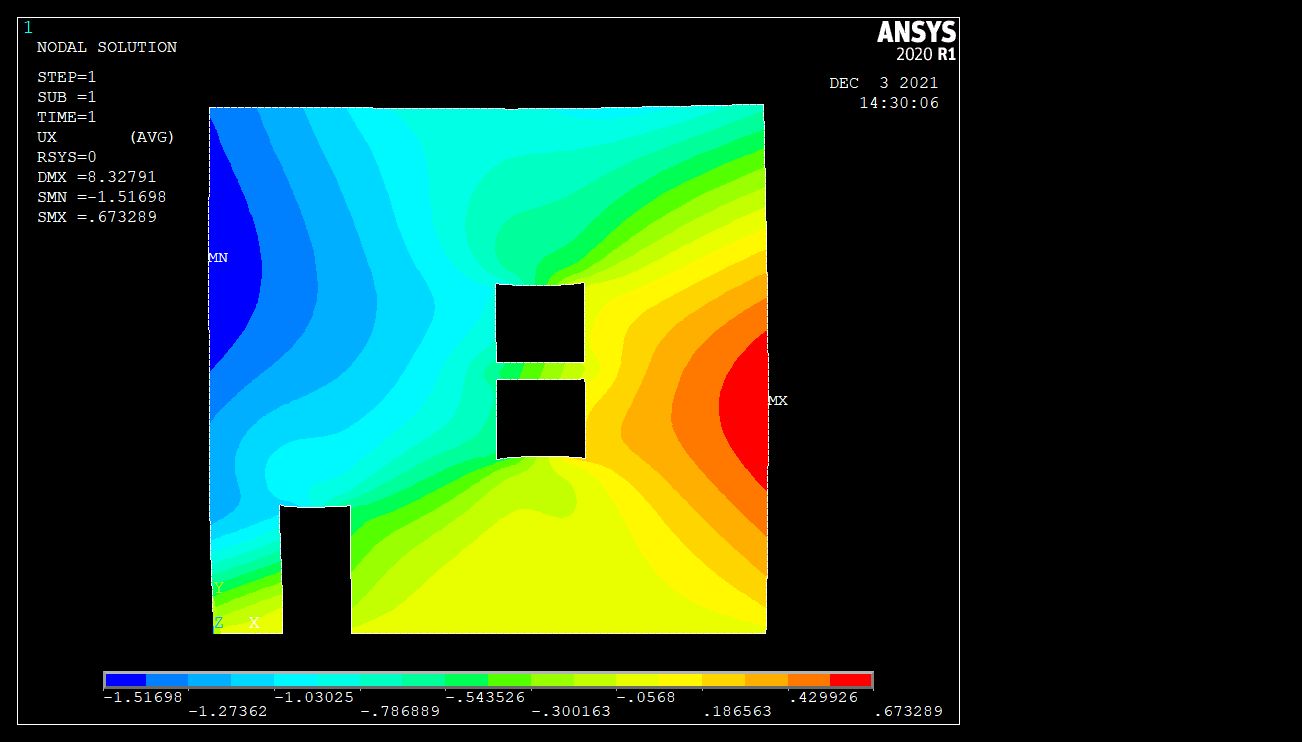 1
ANSYS
2020 R1
NODAL SOLUTION
STEP=1
SUB =1
TIME=1
UX (AVG)
RSYS=0
DMX =8.32791
SMN =-1.51698
SMX =.673289
DEC 3 2021
14:30:06
MN
MX
Y
Z X
-1.51698 -1.03025 -.543526 -.0568 .429926
-1.27362 -.786889 -.300163 .186563 .673289